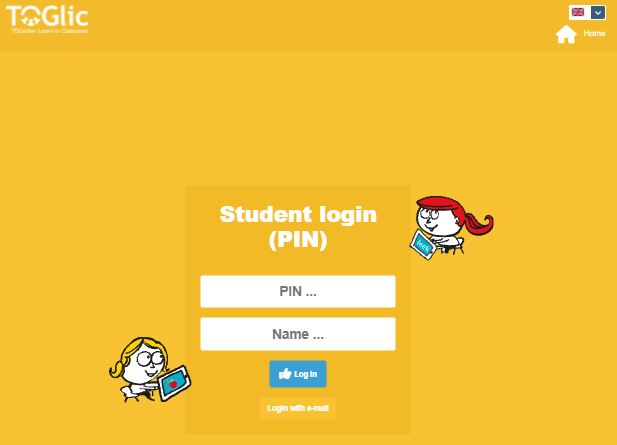 TOGlic
TOGether Learn In Classroom
Home
Student login
(PIN)
PIN ...
Name ...
Log in
Login with e-mail